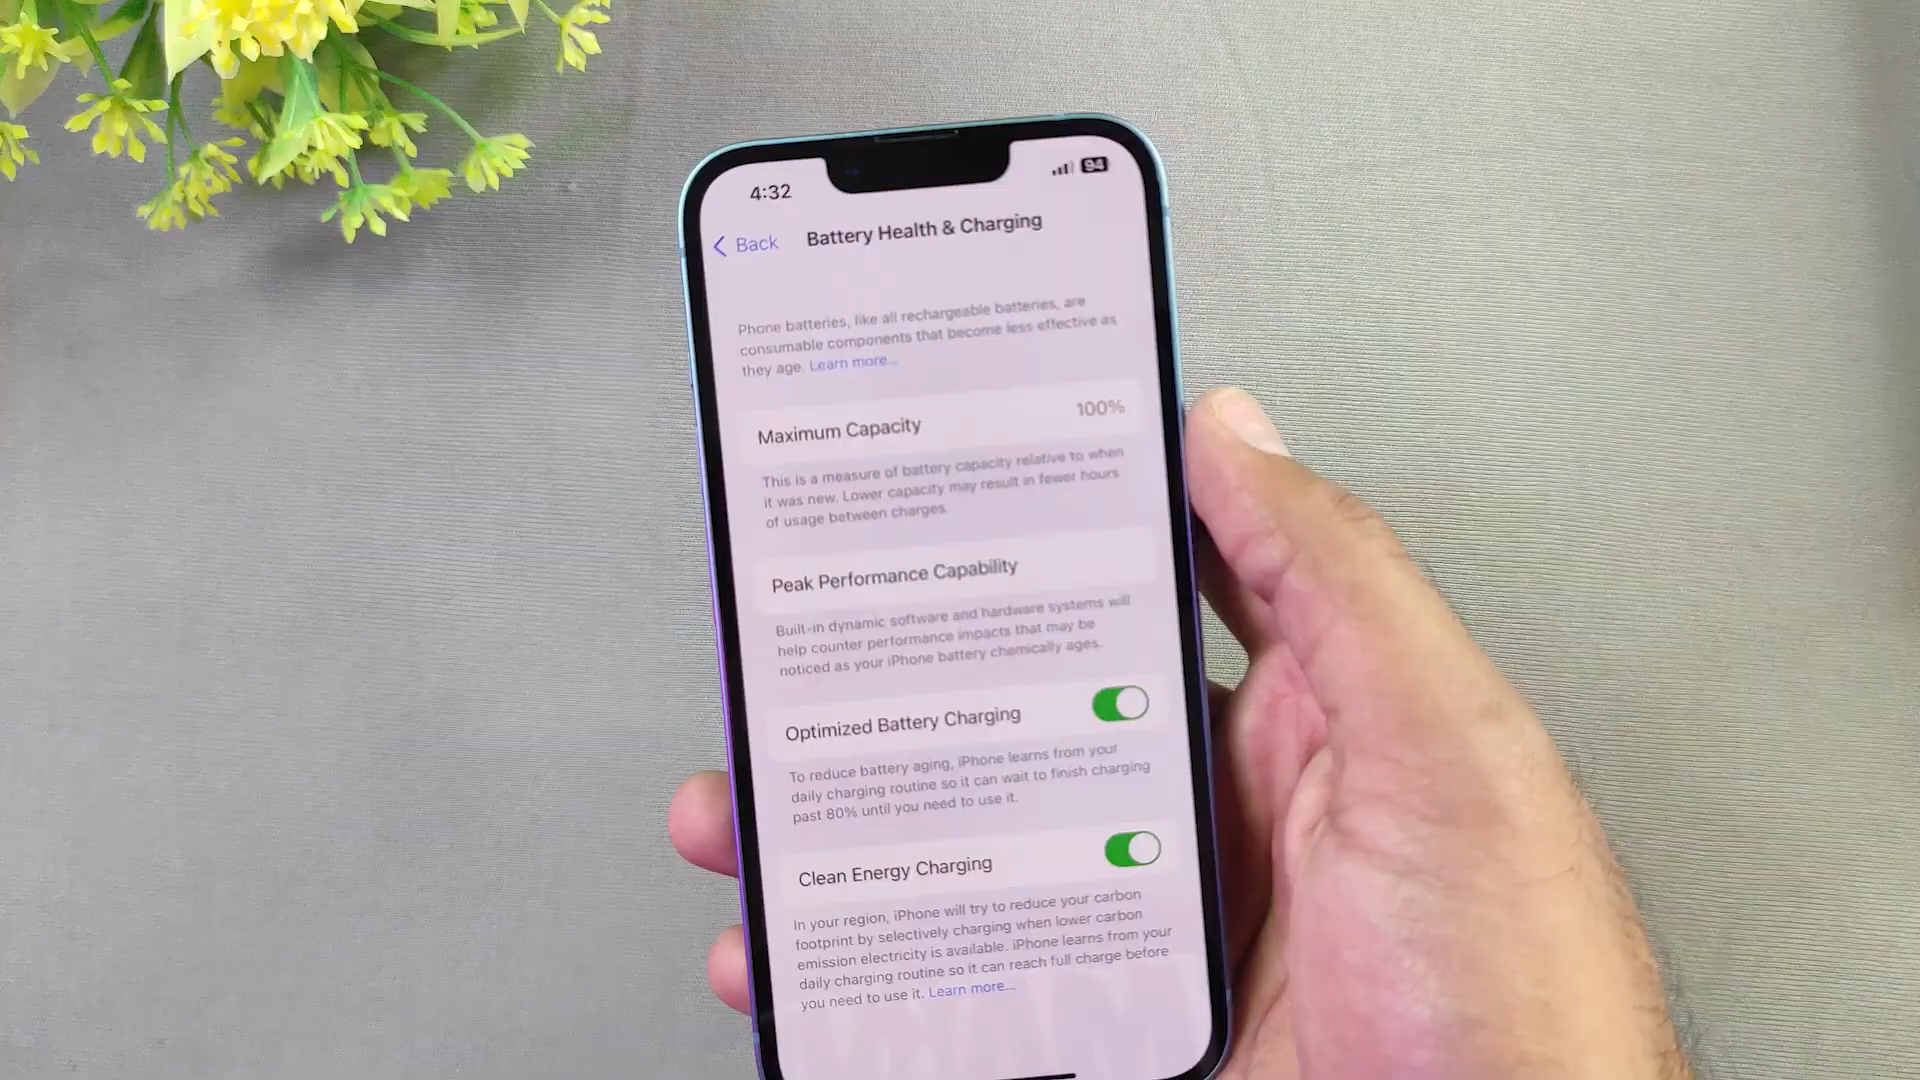 4:32
94
Back
Battery Health & Charging
Phone batteries, like all rechargeable batteries, are
consumable components that become less effective as
they age. Learn more...
Maximum Capacity 100%
This is a measure of battery capacity relative to when
it was new. Lower capacity may result in fewer hours
of usage between charges.
Peak Performance Capability
Built-in dynamic software and hardware systems will
help counter performance impacts that may be
noticed as your iPhone battery chemically ages.
Optimized Battery Charging
To reduce battery aging, iPhone learns from your
daily charging routine so it can wait to finish charging
past 80% until you need to use it.
Clean Energy Charging
In your region, iPhone will try to reduce your carbon
footprint by selectively charging when lower carbon
emission electricity is available. iPhone learns from your
daily charging routine so it can reach full charge before
you need to use it. Learn more...